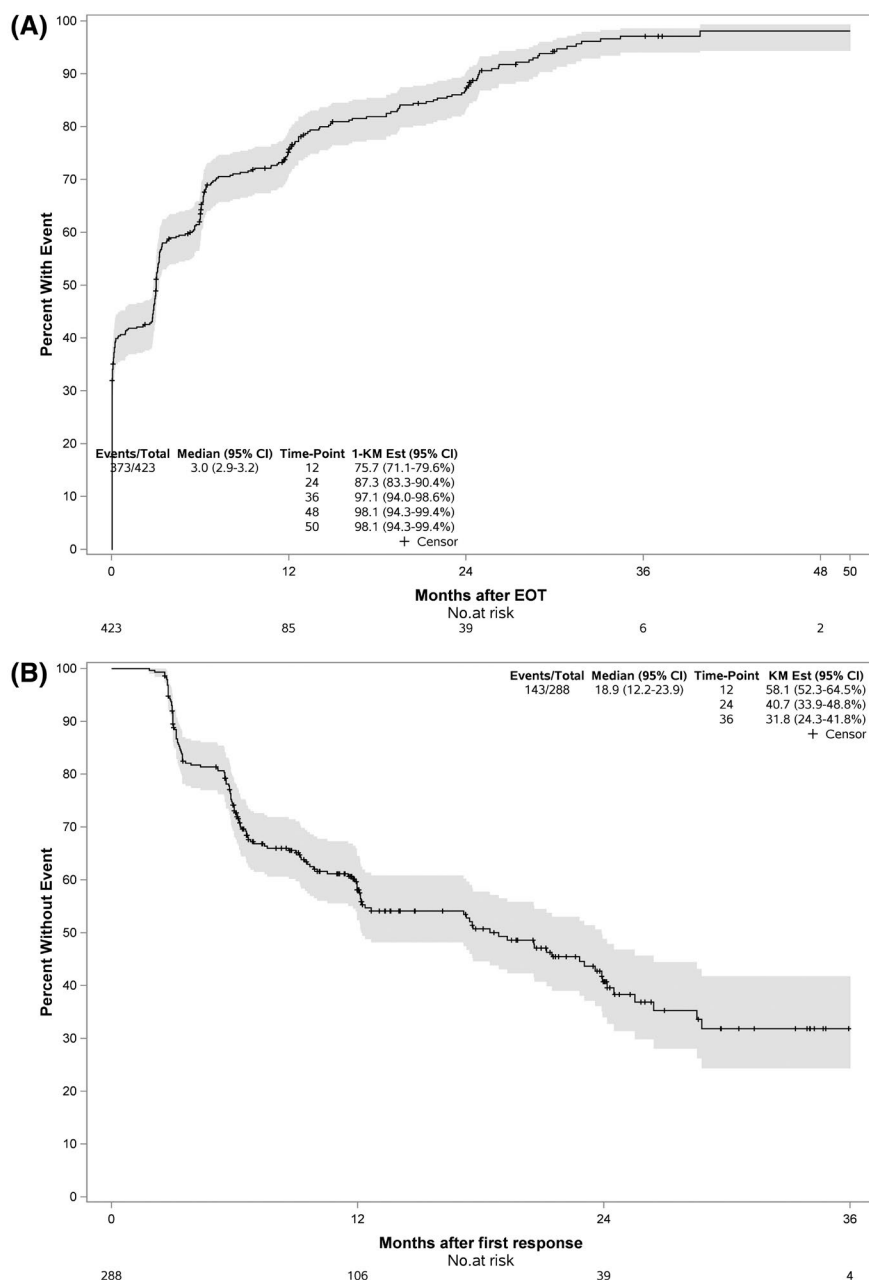 (A)
100
90
80
70
60
50
40
30
20
10
0
Percent With Event
Events/Total Median (95% CI) Time-Point 1-KM Est (95% CI)
373/423 3.0 (2.9-3.2) 12 75.7 (71.1-79.6%)
24 87.3 (83.3-90.4%)
36 97.1 (94.0-98.6%)
48 98.1 (94.3-99.4%)
50 98.1 (94.3-99.4%)
+ Censor
0 12 24 36 48 50
Months after EOT
No.at risk
423 85 39 6 2
(B)
100
90
80
70
60
50
40
30
20
10
0
Percent Without Event
Events/Total Median (95% CI) Time-Point KM Est (95% CI)
143/288 18.9 (12.2-23.9) 12 58.1 (52.3-64.5%)
24 40.7 (33.9-48.8%)
36 31.8 (24.3-41.8%)
+ Censor
0 12 24 36
Months after first response
No.at risk
288 106 39 4